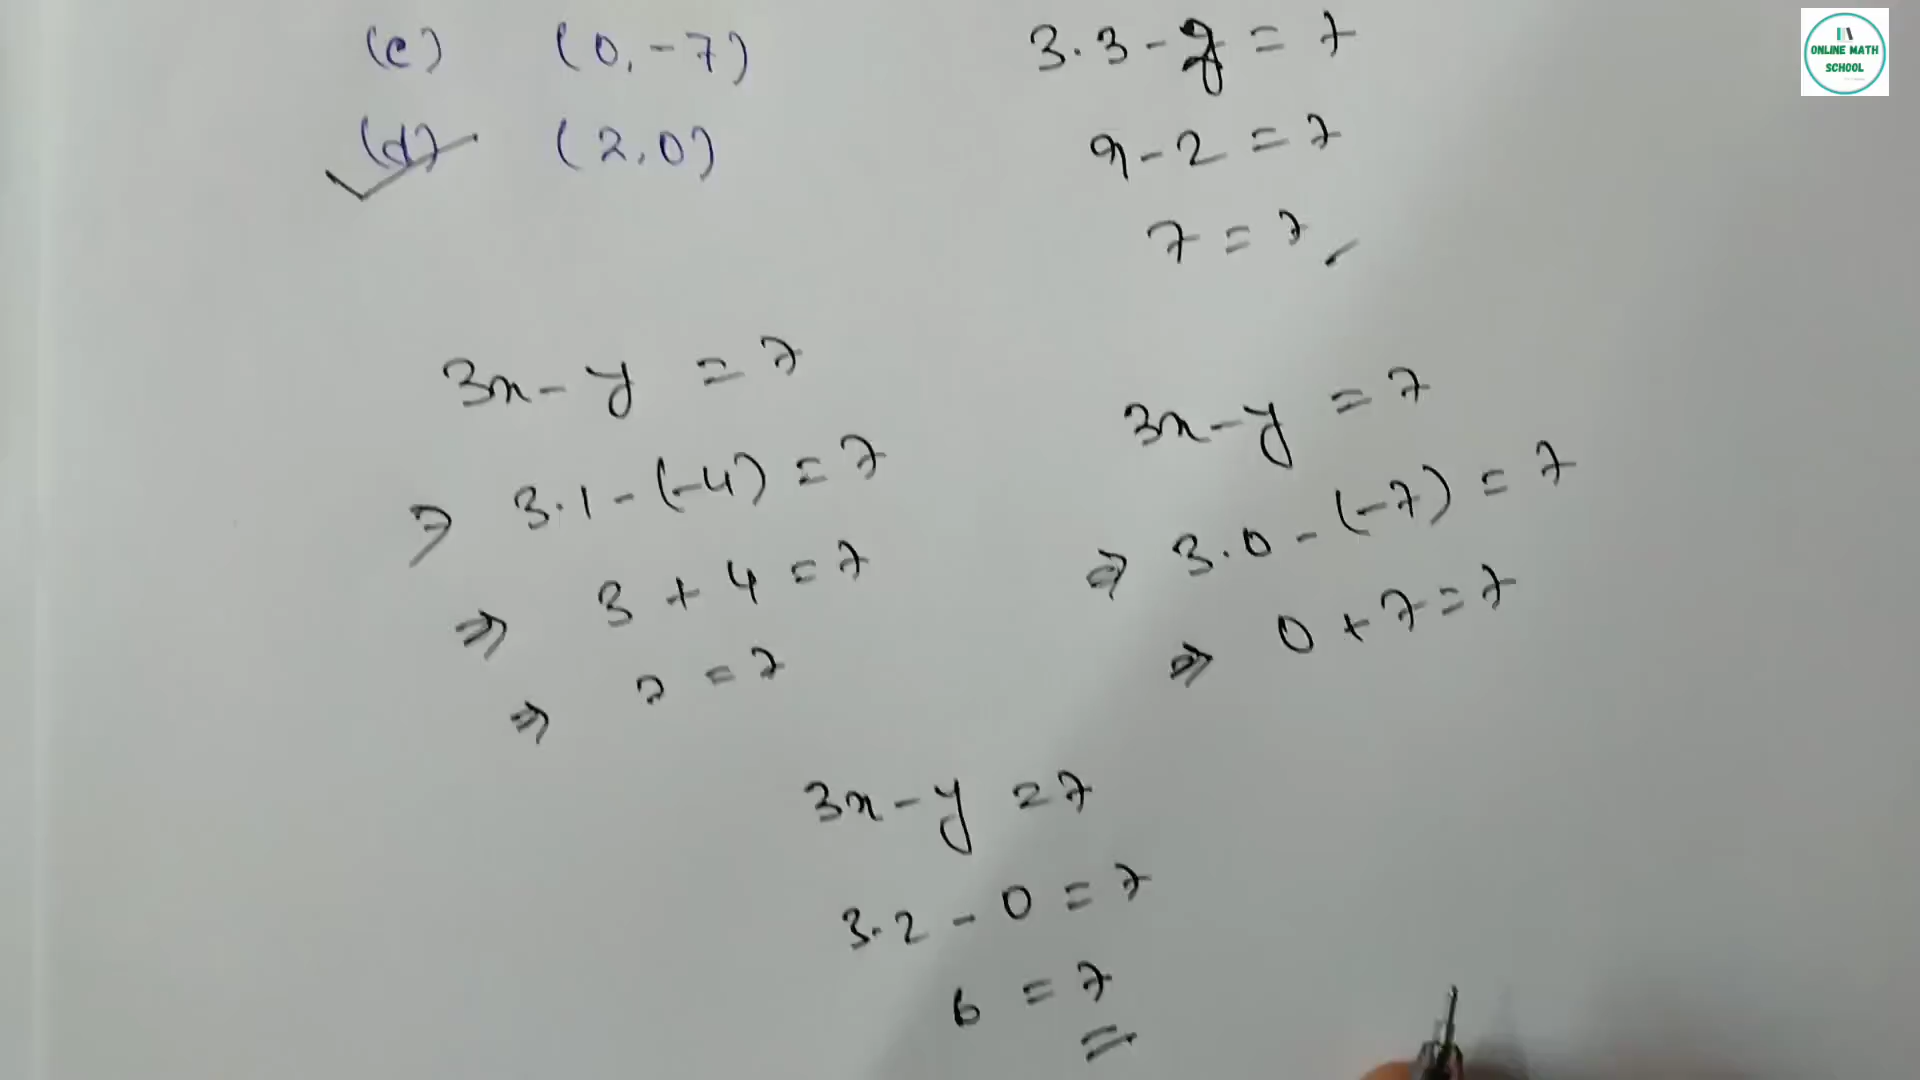 (c) (0,-7)
(d) (2,0)
3.3-y=7
9-2=7
7=7
3x-y=7
⇒ 3.1-(-4)=7
⇒ 3+4=7
⇒ 7=7
3x-y=7
⇒ 3.0-(-7)=7
⇒ 0+7=7
3x-y=7
3.2-0=7
6=7
ONLINE MATH
SCHOOL